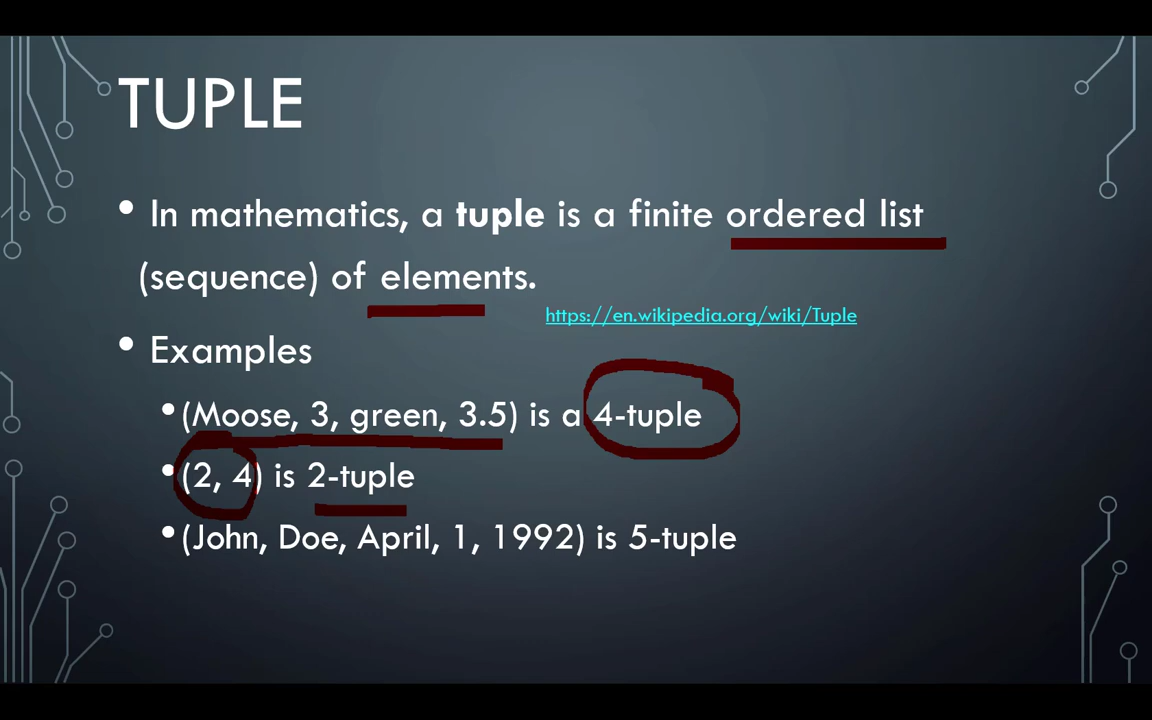 TUPLE
• In mathematics, a tuple is a finite ordered list
(sequence) of elements.
https://en.wikipedia.org/wiki/Tuple
• Examples
• (Moose, 3, green, 3.5) is a 4-tuple
• (2, 4) is 2-tuple
• (John, Doe, April, 1, 1992) is 5-tuple